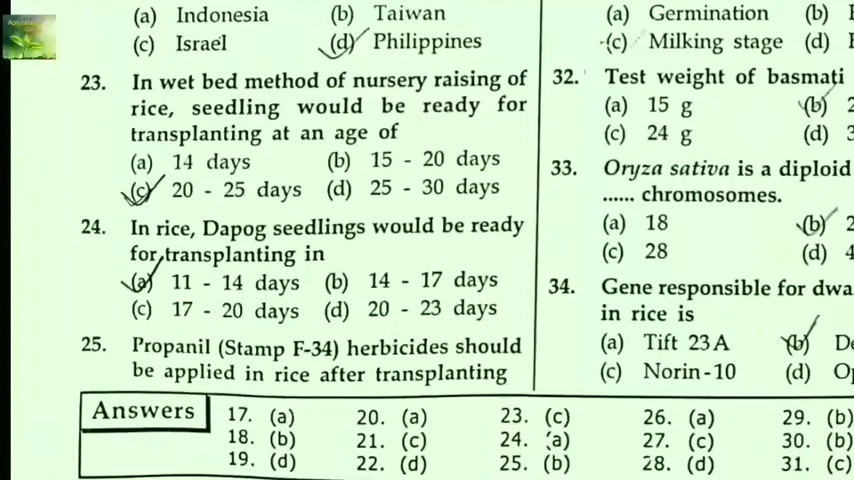 (a) Indonesia (b) Taiwan
(c) Israel (d) Philippines
23. In wet bed method of nursery raising of
rice, seedling would be ready for
transplanting at an age of
(a) 14 days (b) 15 - 20 days
(c) 20 - 25 days (d) 25 - 30 days
24. In rice, Dapog seedlings would be ready
for transplanting in
(a) 11 - 14 days (b) 14 - 17 days
(c) 17 - 20 days (d) 20 - 23 days
25. Propanil (Stamp F-34) herbicides should
be applied in rice after transplanting
(a) Germination (b)
(c) Milking stage (d)
32. Test weight of basmati
(a) 15 g (b) 2
(c) 24 g (d) 3
33. Oryza sativa is a diploid
...... chromosomes.
(a) 18 (b) 2
(c) 28 (d) 4
34. Gene responsible for dwa
in rice is
(a) Tift 23A (b) De
(c) Norin-10 (d) Op
Answers 17. (a) 20. (a) 23. (c) 26. (a) 29. (b)
18. (b) 21. (c) 24. (a) 27. (c) 30. (b)
19. (d) 22. (d) 25. (b) 28. (d) 31. (c)